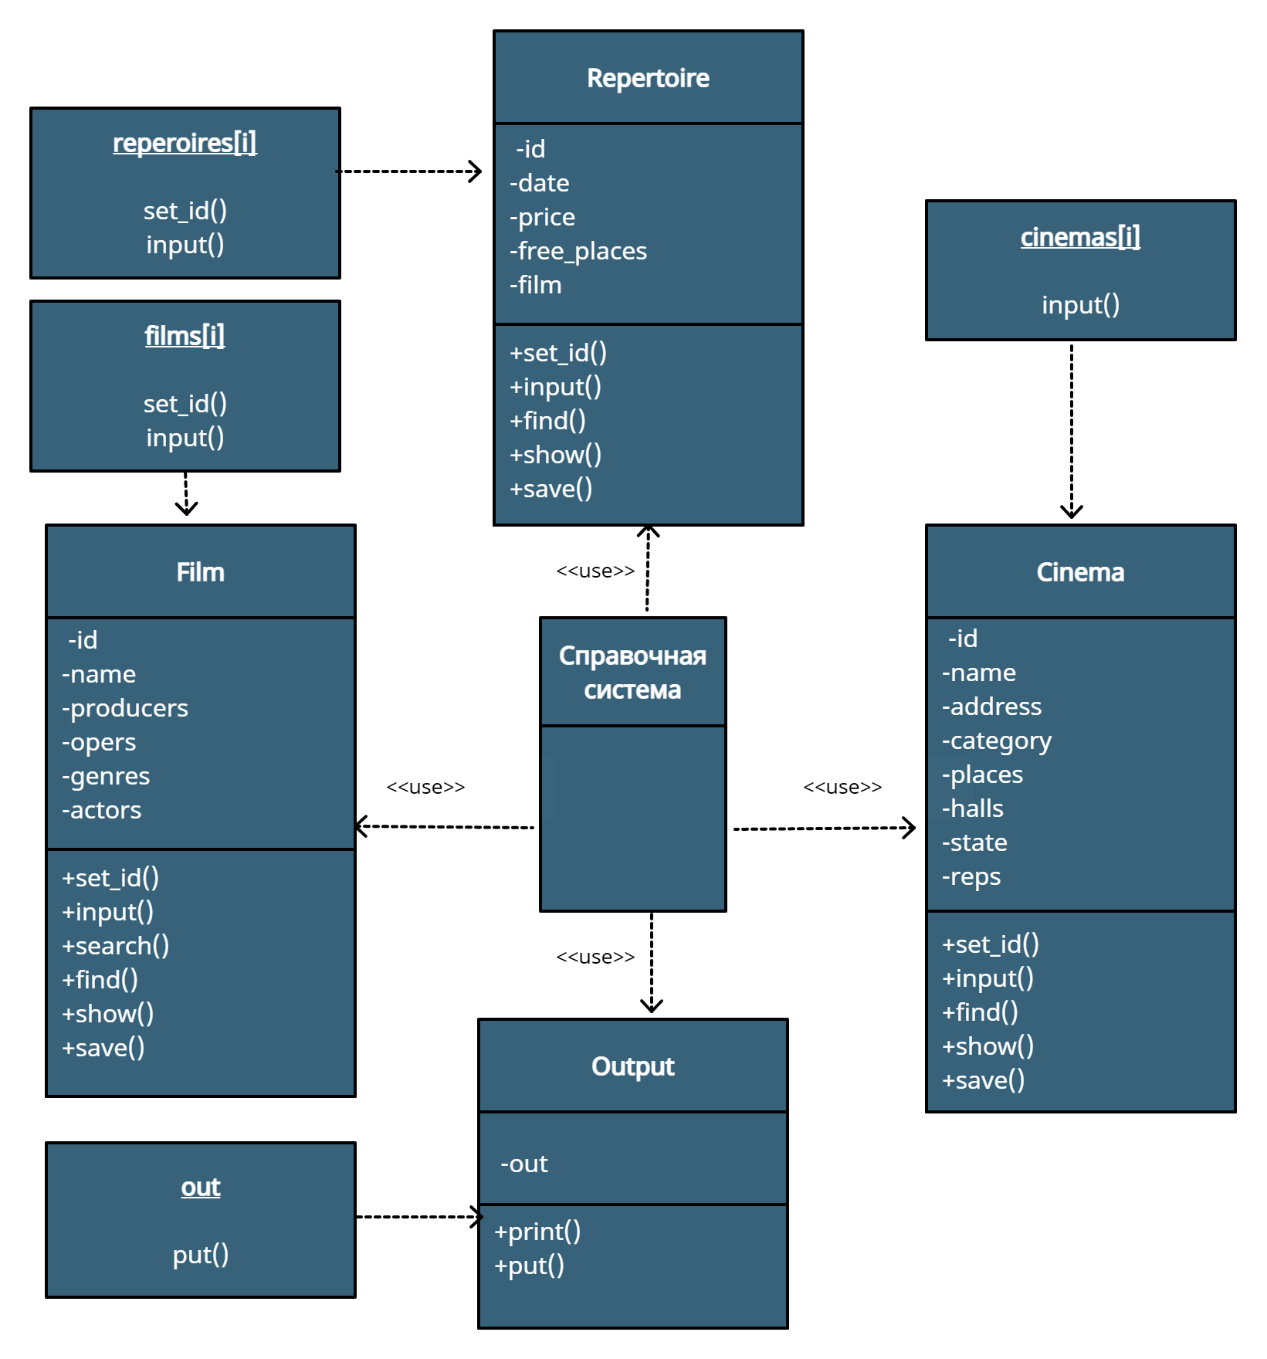 Repertoire
-id
-date
-price
-free_places
-film
+set_id()
+input()
+find()
+show()
+save()
reperoires[i]
set_id()
input()
films[i]
set_id()
input()
cinemas[i]
input()
<<use>>
Film
-id
-name
-producers
-opers
-genres
-actors
+set_id()
+input()
+search()
+find()
+show()
+save()
<<use>>
Справочная
система
<<use>>
Cinema
-id
-name
-address
-category
-places
-halls
-state
-reps
+set_id()
+input()
+find()
+show()
+save()
<<use>>
Output
-out
+print()
+put()
out
put()